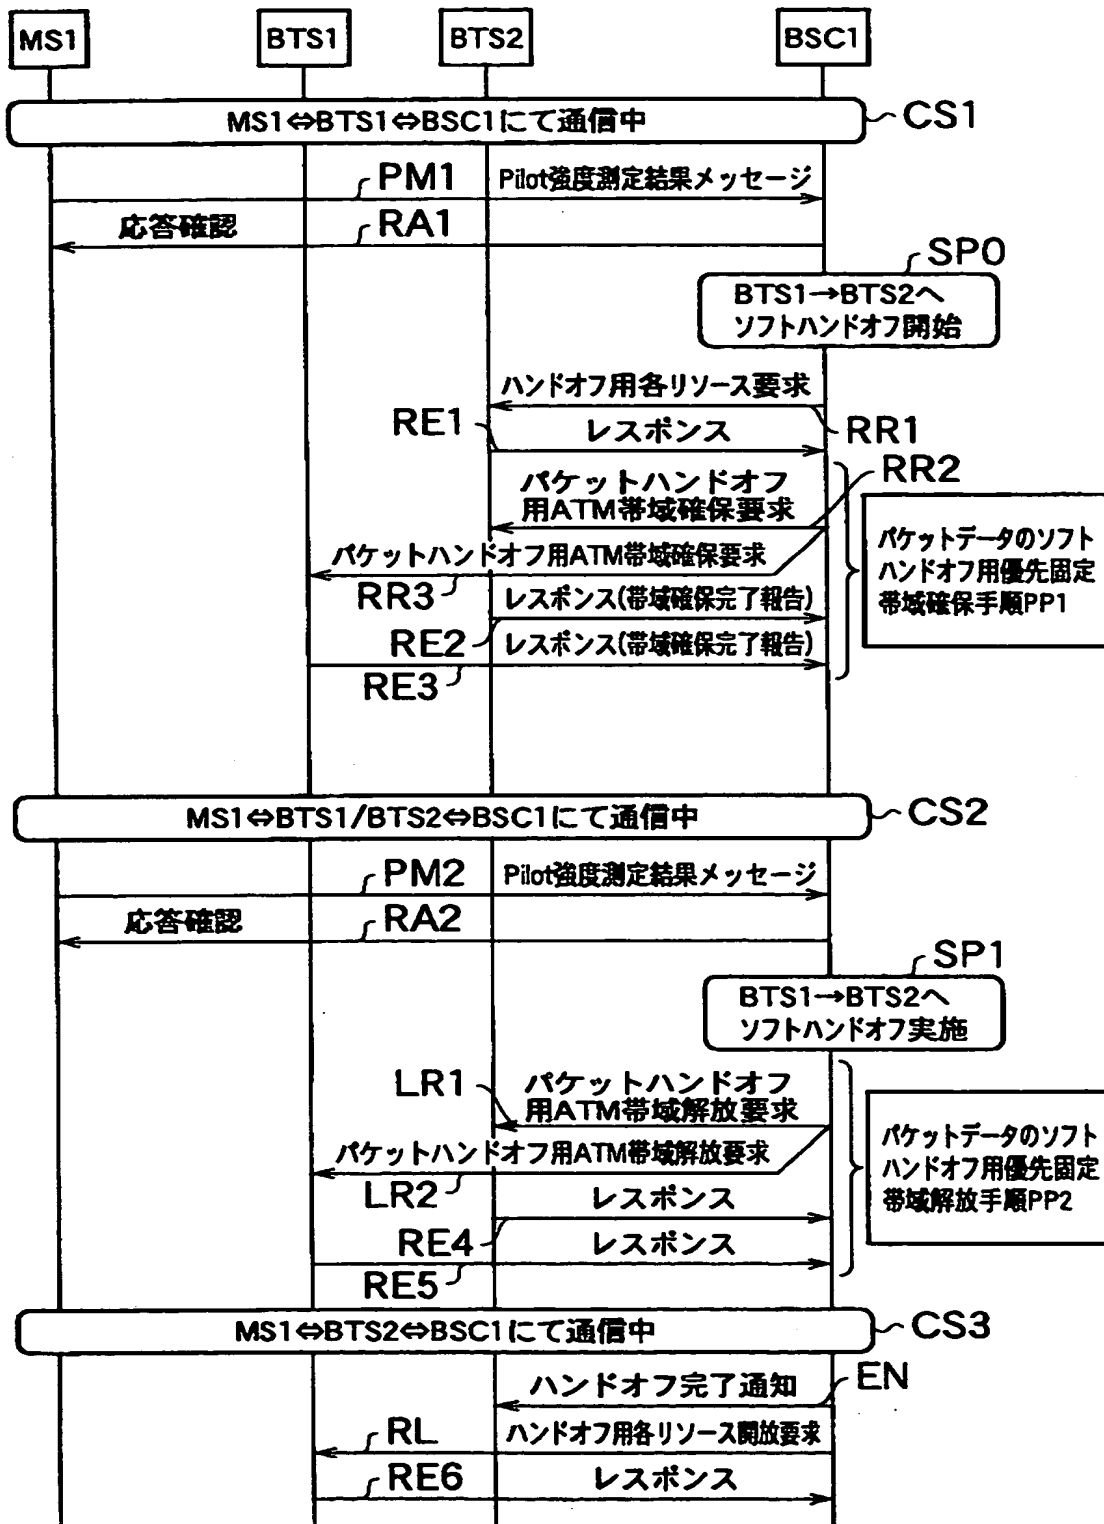 MS1 BTS1 BTS2 BSC1
MS1⇔BTS1⇔BSC1にて通信中 CS1
PM1 Pilot強度測定結果メッセージ
応答確認 RA1
SP0
BTS1→BTS2へ
ソフトハンドオフ開始
ハンドオフ用各リソース要求
RE1 レスポンス RR1
パケットハンドオフ RR2
用ATM帯域確保要求
パケットハンドオフ用ATM帯域確保要求
RR3 レスポンス(帯域確保完了報告)
RE2 レスポンス(帯域確保完了報告)
RE3
パケットデータのソフト
ハンドオフ用優先固定
帯域確保手順PP1
MS1⇔BTS1/BTS2⇔BSC1にて通信中 CS2
PM2 Pilot強度測定結果メッセージ
応答確認 RA2
SP1
BTS1→BTS2へ
ソフトハンドオフ実施
LR1 パケットハンドオフ
用ATM帯域解放要求
パケットハンドオフ用ATM帯域解放要求
LR2 レスポンス
RE4 レスポンス
RE5
パケットデータのソフト
ハンドオフ用優先固定
帯域解放手順PP2
MS1⇔BTS2⇔BSC1にて通信中 CS3
ハンドオフ完了通知 EN
RL ハンドオフ用各リソース開放要求
RE6 レスポンス